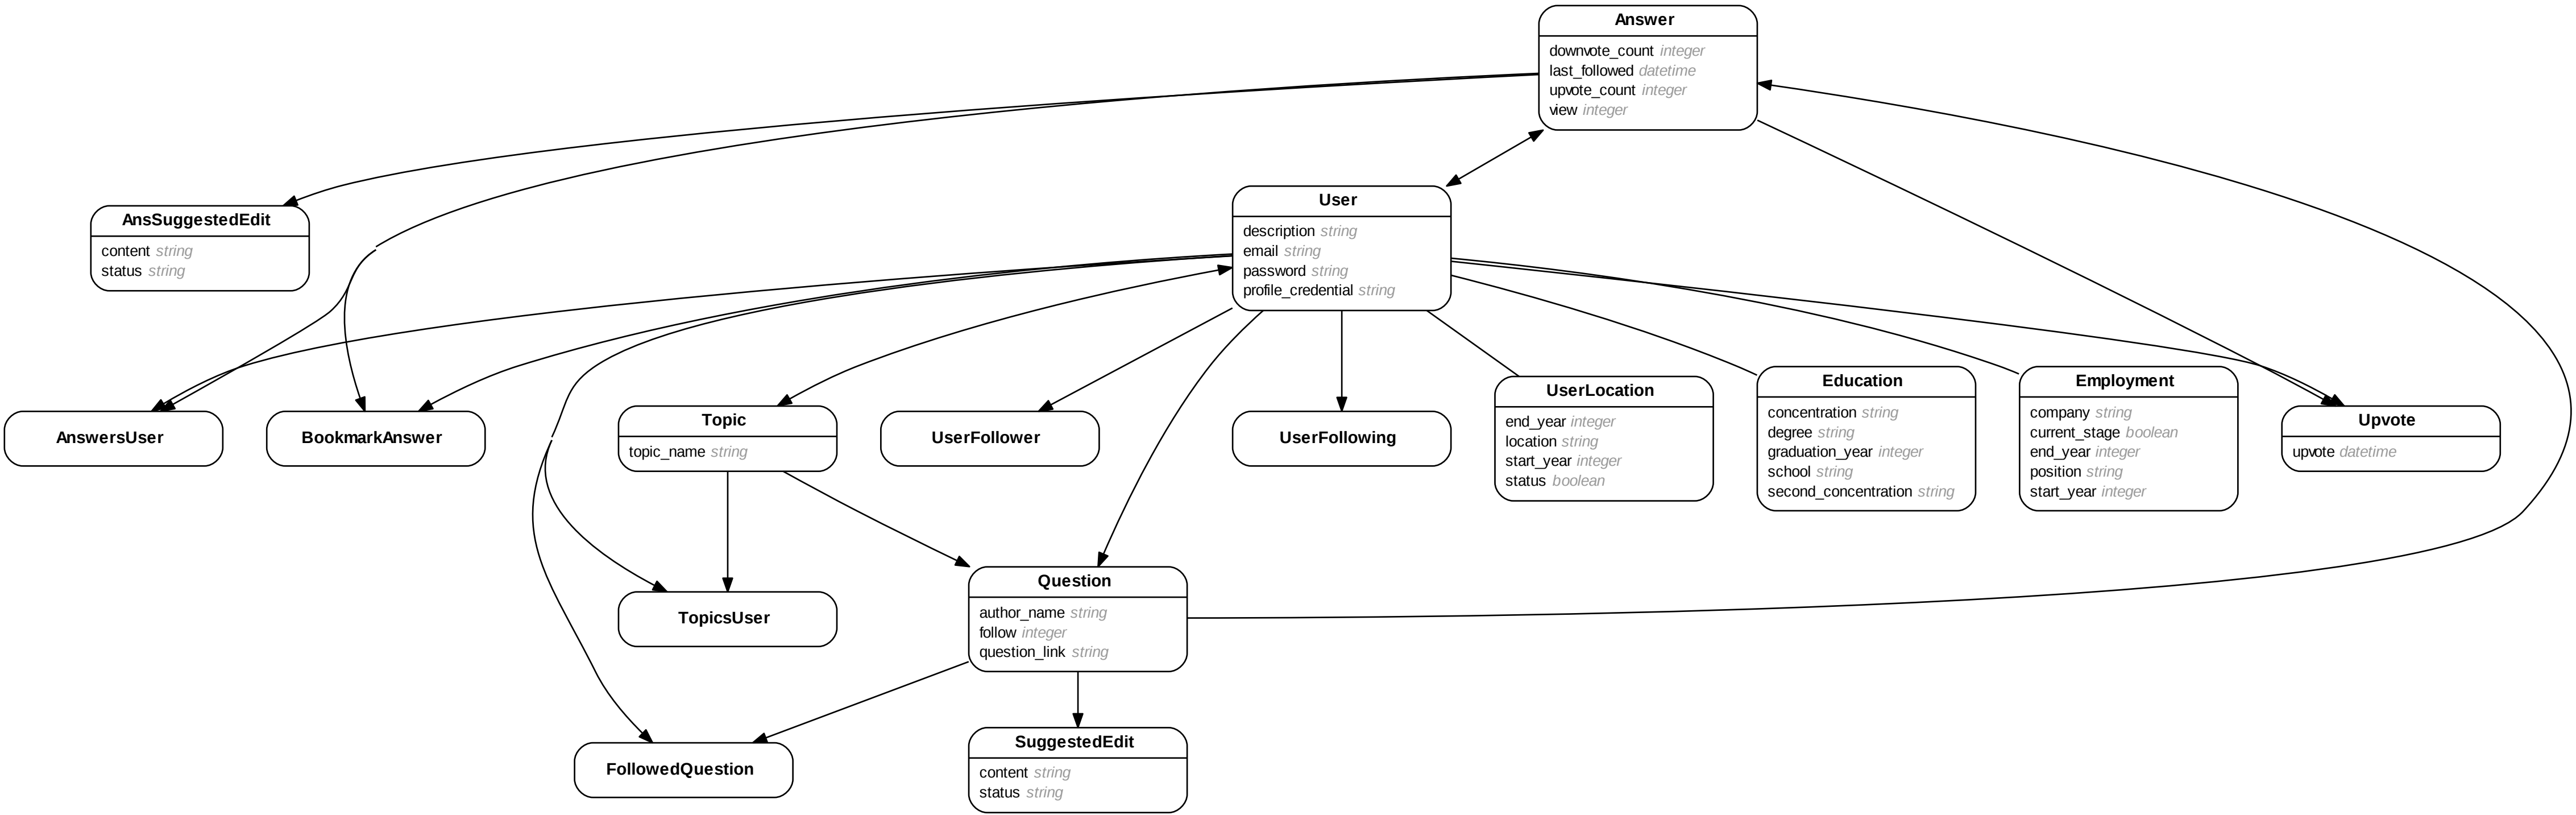 Answer
downvote_count integer
last_followed datetime
upvote_count integer
view integer
User
description string
email string
password string
profile_credential string
AnsSuggestedEdit
content string
status string
AnswersUser
BookmarkAnswer
Topic
topic_name string
UserFollower
UserFollowing
UserLocation
end_year integer
location string
start_year integer
status boolean
Education
concentration string
degree string
graduation_year integer
school string
second_concentration string
Employment
company string
current_stage boolean
end_year integer
position string
start_year integer
Upvote
upvote datetime
TopicsUser
Question
author_name string
follow integer
question_link string
FollowedQuestion
SuggestedEdit
content string
status string